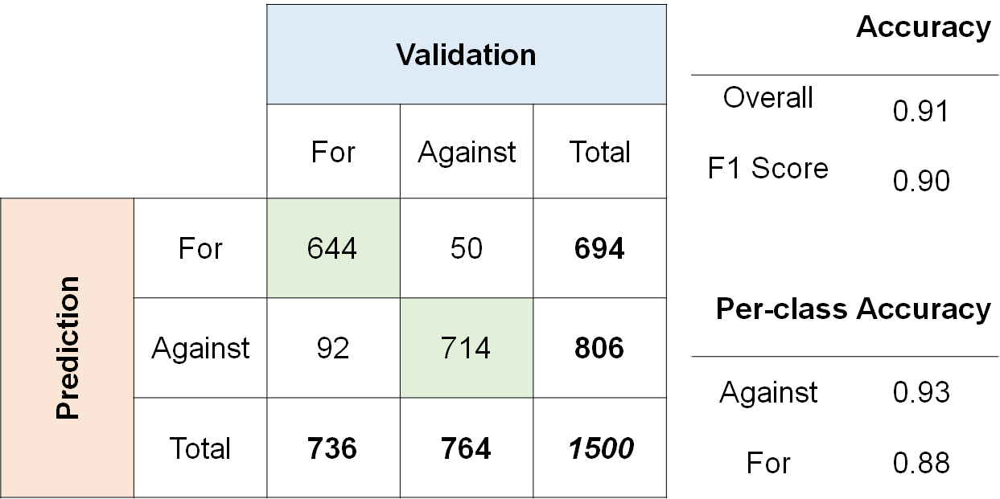 Validation
For Against Total
For 644 50 694
Against 92 714 806
Total 736 764 1500
Prediction
Accuracy
Overall 0.91
F1 Score 0.90
Per-class Accuracy
Against 0.93
For 0.88